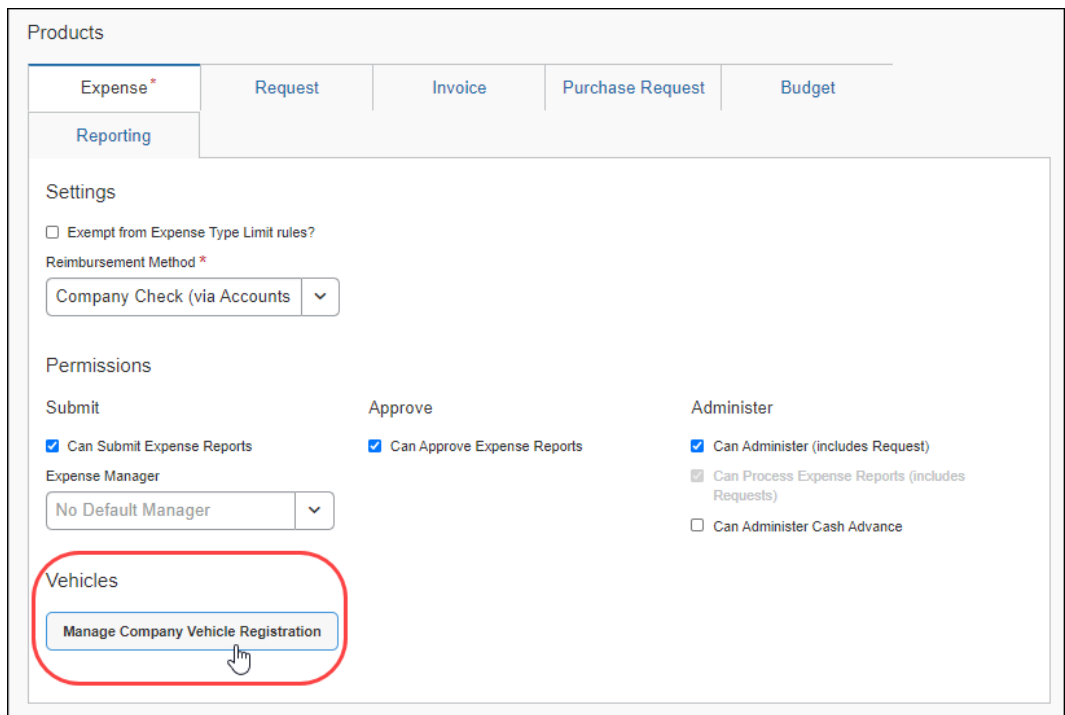 Products
Expense*
Request
Invoice
Purchase Request
Budget
Reporting
Settings
Exempt from Expense Type Limit rules?
Reimbursement Method *
Company Check (via Accounts
Permissions
Submit
Approve
Administer
Can Submit Expense Reports
Can Approve Expense Reports
Can Administer (includes Request)
Expense Manager
Can Process Expense Reports (includes
Requests)
No Default Manager
Can Administer Cash Advance
Vehicles
Manage Company Vehicle Registration